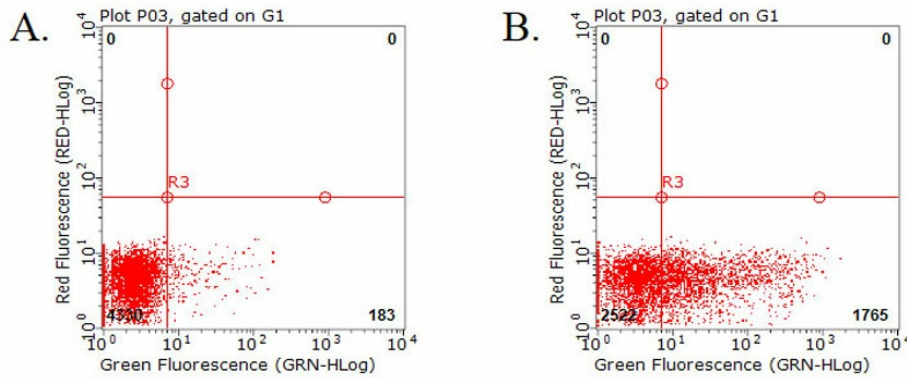 A.
Plot P03, gated on G1
0 0
Red Fluorescence (RED-HLog)
10^4
10^3
10^2
10^1
10^0
R3
4330 183
10^0 10^1 10^2 10^3 10^4
Green Fluorescence (GRN-HLog)
B.
Plot P03, gated on G1
0 0
Red Fluorescence (RED-HLog)
10^4
10^3
10^2
10^1
10^0
R3
2522 1765
10^0 10^1 10^2 10^3 10^4
Green Fluorescence (GRN-HLog)